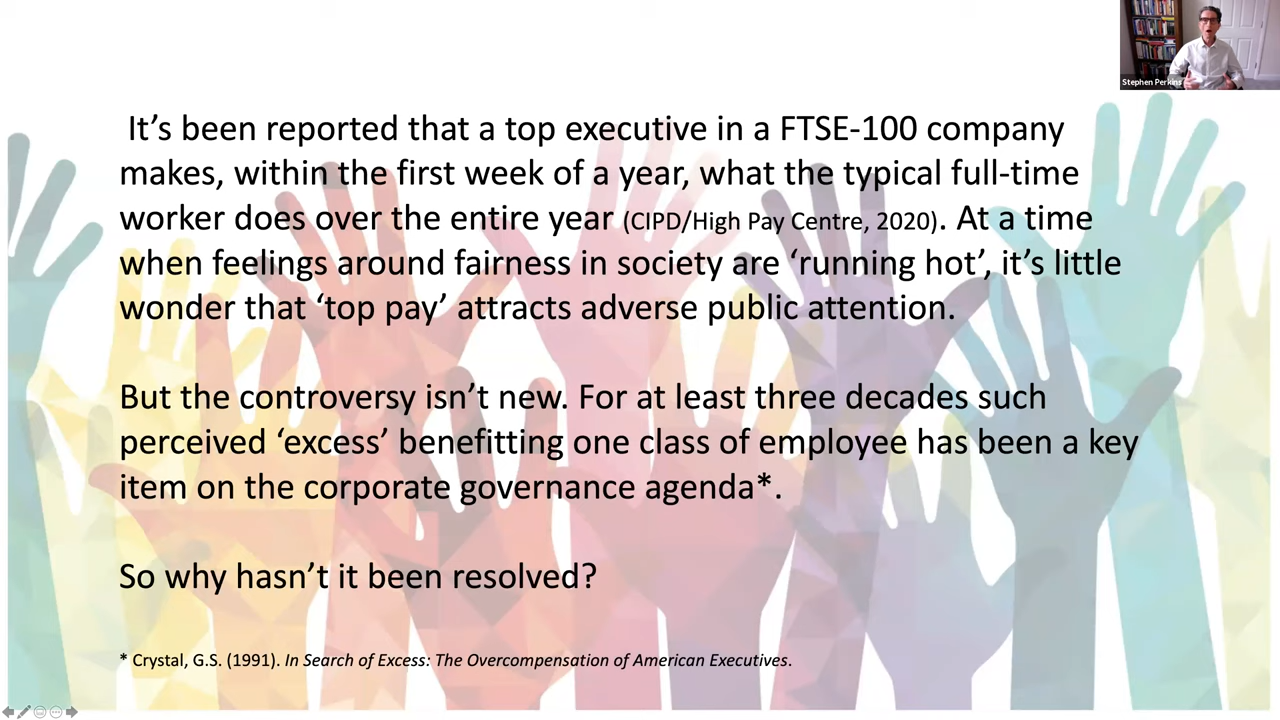 Stephen Perkins
It’s been reported that a top executive in a FTSE-100 company
makes, within the first week of a year, what the typical full-time
worker does over the entire year (CIPD/High Pay Centre, 2020). At a time
when feelings around fairness in society are ‘running hot’, it’s little
wonder that ‘top pay’ attracts adverse public attention.
But the controversy isn’t new. For at least three decades such
perceived ‘excess’ benefitting one class of employee has been a key
item on the corporate governance agenda*.
So why hasn’t it been resolved?
* Crystal, G.S. (1991). In Search of Excess: The Overcompensation of American Executives.